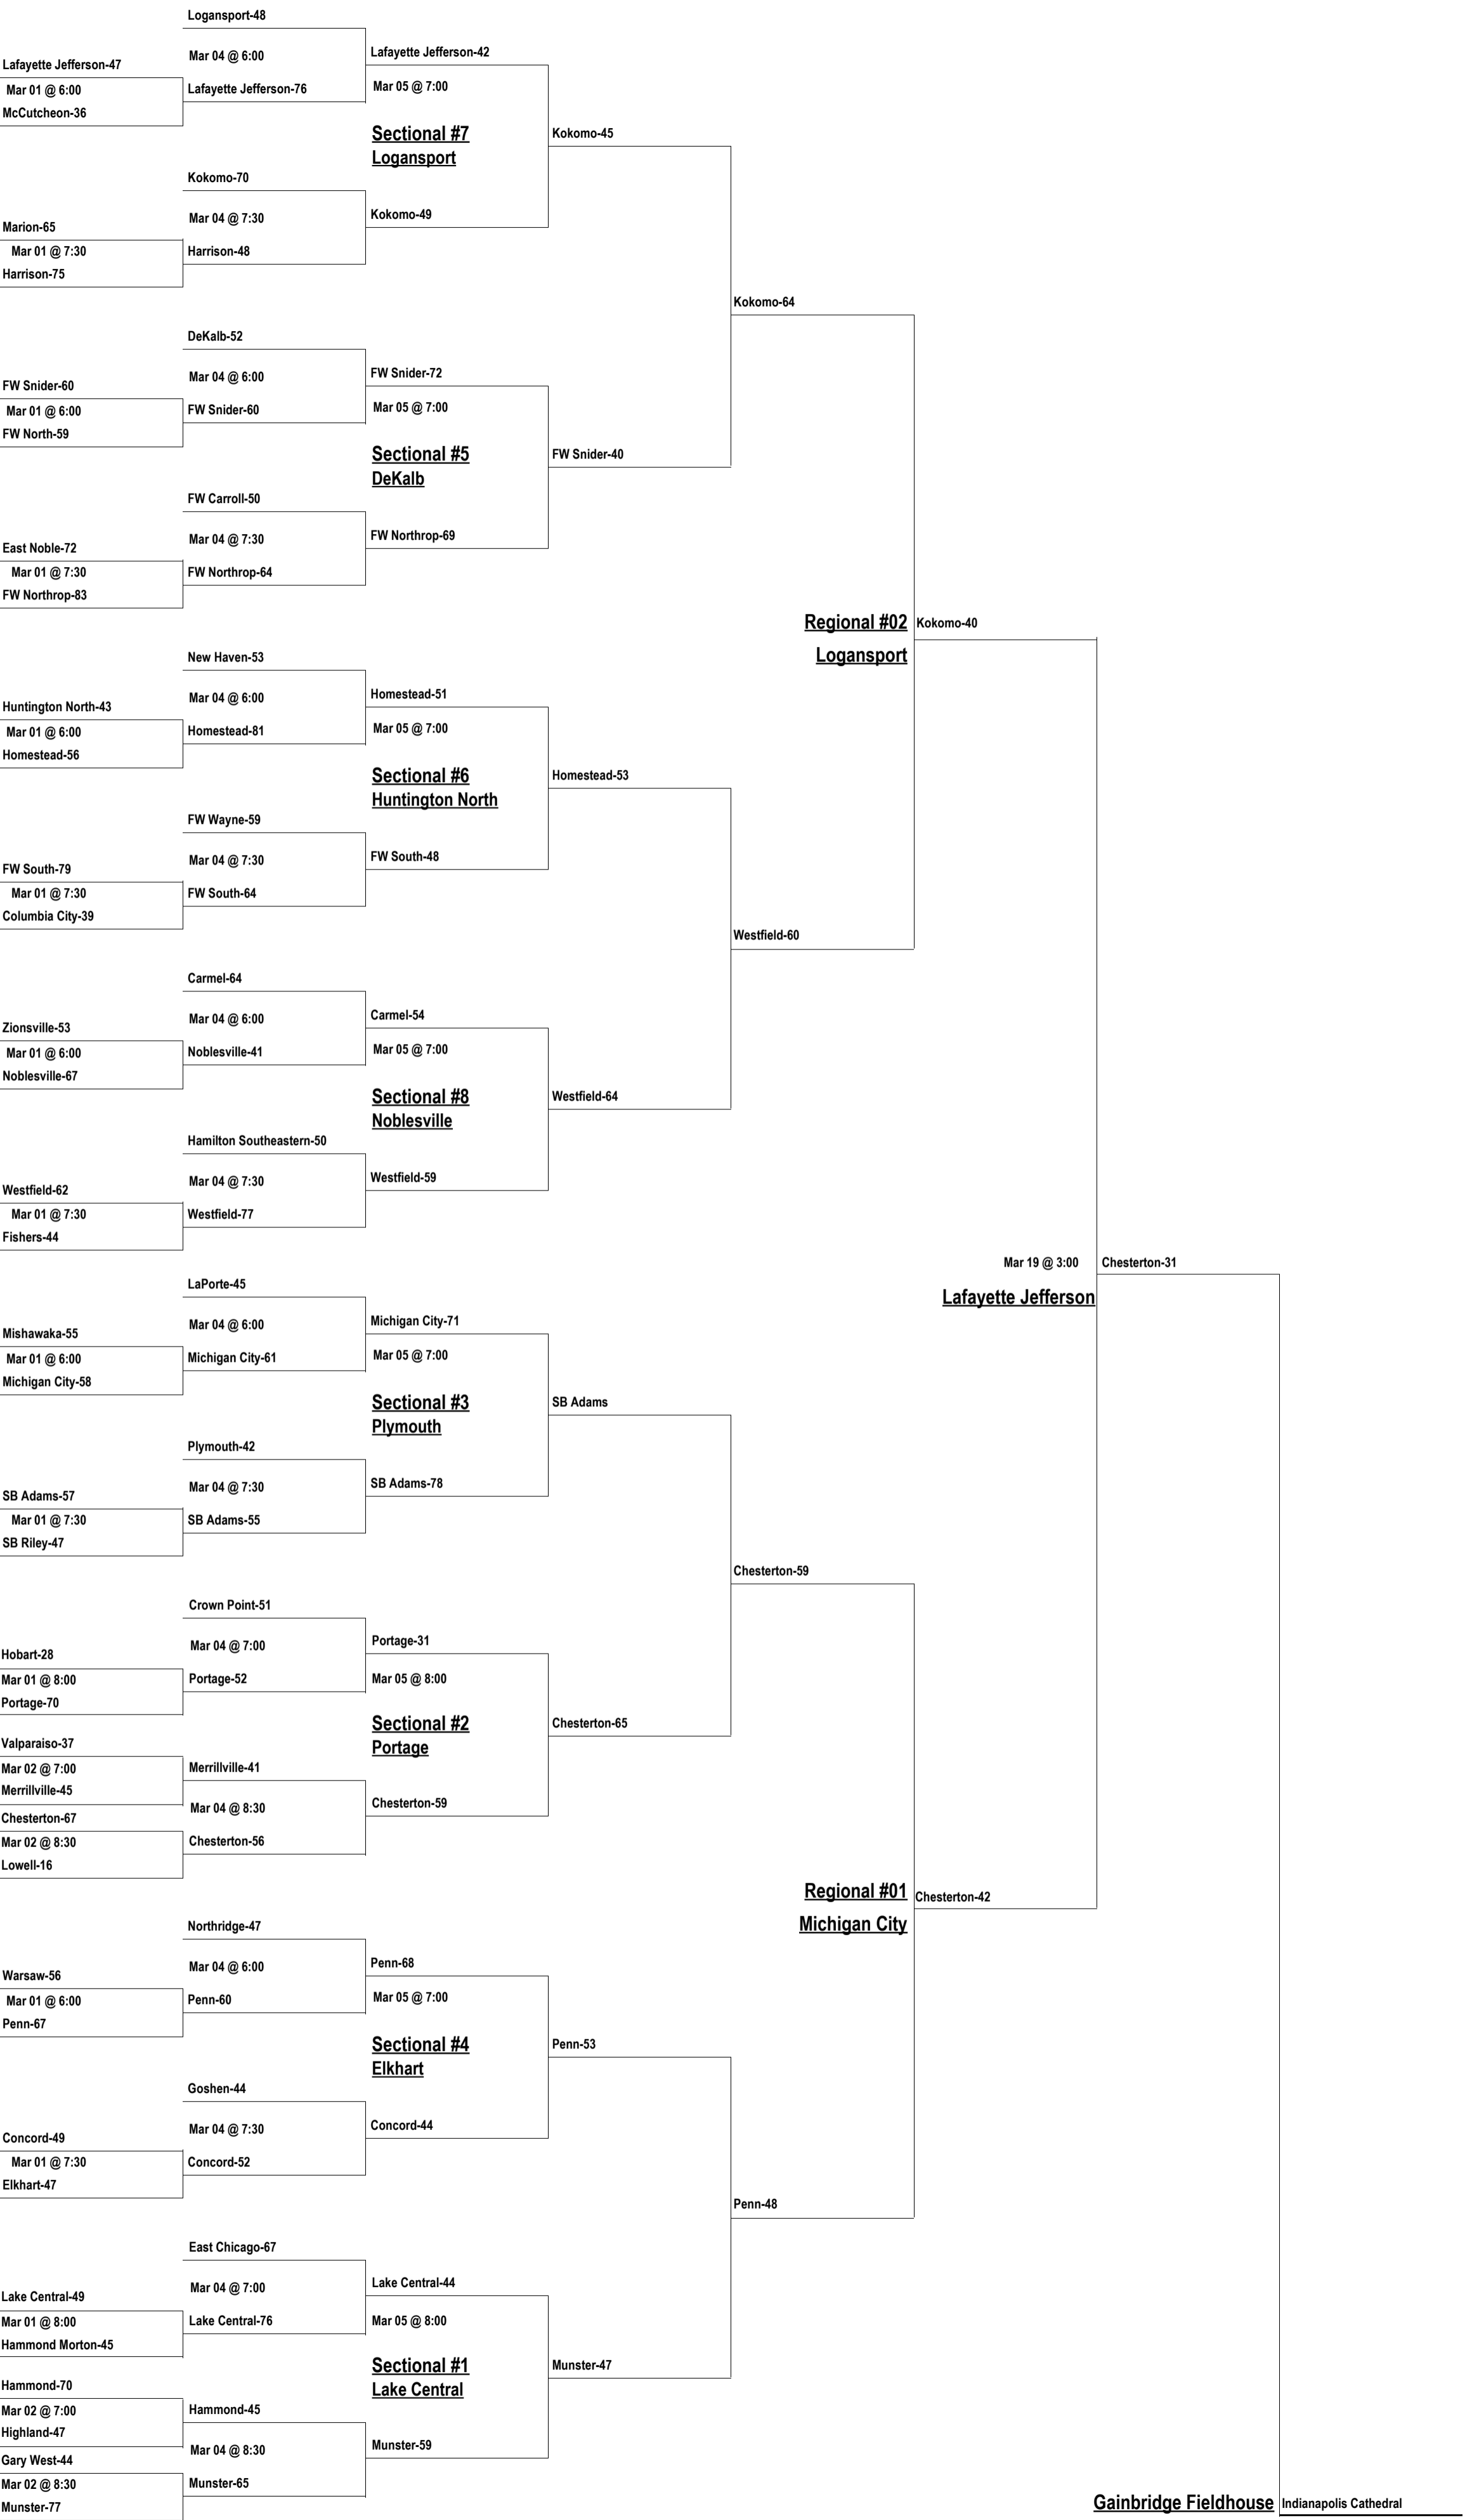 Logansport-48
Mar 04 @ 6:00
Lafayette Jefferson-42
Lafayette Jefferson-47
Mar 01 @ 6:00
Lafayette Jefferson-76
Mar 05 @ 7:00
McCutcheon-36
Sectional #7
Kokomo-45
Logansport
Kokomo-70
Mar 04 @ 7:30
Kokomo-49
Marion-65
Mar 01 @ 7:30
Harrison-48
Harrison-75
Kokomo-64
DeKalb-52
Mar 04 @ 6:00
FW Snider-72
FW Snider-60
Mar 01 @ 6:00
FW Snider-60
Mar 05 @ 7:00
FW North-59
Sectional #5
FW Snider-40
DeKalb
FW Carroll-50
Mar 04 @ 7:30
FW Northrop-69
East Noble-72
Mar 01 @ 7:30
FW Northrop-64
FW Northrop-83
Regional #02
Kokomo-40
Logansport
New Haven-53
Mar 04 @ 6:00
Homestead-51
Huntington North-43
Mar 01 @ 6:00
Homestead-81
Mar 05 @ 7:00
Homestead-56
Sectional #6
Homestead-53
Huntington North
FW Wayne-59
Mar 04 @ 7:30
FW South-48
FW South-79
Mar 01 @ 7:30
FW South-64
Columbia City-39
Westfield-60
Carmel-64
Mar 04 @ 6:00
Carmel-54
Zionsville-53
Mar 01 @ 6:00
Noblesville-41
Mar 05 @ 7:00
Noblesville-67
Sectional #8
Westfield-64
Noblesville
Hamilton Southeastern-50
Mar 04 @ 7:30
Westfield-59
Westfield-62
Mar 01 @ 7:30
Westfield-77
Fishers-44
Mar 19 @ 3:00
Chesterton-31
Lafayette Jefferson
LaPorte-45
Mar 04 @ 6:00
Michigan City-71
Mishawaka-55
Mar 01 @ 6:00
Michigan City-61
Mar 05 @ 7:00
Michigan City-58
Sectional #3
SB Adams
Plymouth
Plymouth-42
Mar 04 @ 7:30
SB Adams-78
SB Adams-57
Mar 01 @ 7:30
SB Adams-55
SB Riley-47
Chesterton-59
Crown Point-51
Mar 04 @ 7:00
Portage-31
Hobart-28
Mar 01 @ 8:00
Portage-52
Mar 05 @ 8:00
Portage-70
Sectional #2
Chesterton-65
Portage
Valparaiso-37
Mar 02 @ 7:00
Merrillville-41
Merrillville-45
Mar 04 @ 8:30
Chesterton-59
Chesterton-67
Mar 02 @ 8:30
Chesterton-56
Lowell-16
Regional #01
Chesterton-42
Michigan City
Northridge-47
Mar 04 @ 6:00
Penn-68
Warsaw-56
Mar 01 @ 6:00
Penn-60
Mar 05 @ 7:00
Penn-67
Sectional #4
Penn-53
Elkhart
Goshen-44
Mar 04 @ 7:30
Concord-44
Concord-49
Mar 01 @ 7:30
Concord-52
Elkhart-47
Penn-48
East Chicago-67
Mar 04 @ 7:00
Lake Central-44
Lake Central-49
Mar 01 @ 8:00
Lake Central-76
Mar 05 @ 8:00
Hammond Morton-45
Sectional #1
Munster-47
Lake Central
Hammond-70
Mar 02 @ 7:00
Hammond-45
Highland-47
Mar 04 @ 8:30
Munster-59
Gary West-44
Mar 02 @ 8:30
Munster-65
Munster-77
Gainbridge Fieldhouse
Indianapolis Cathedral